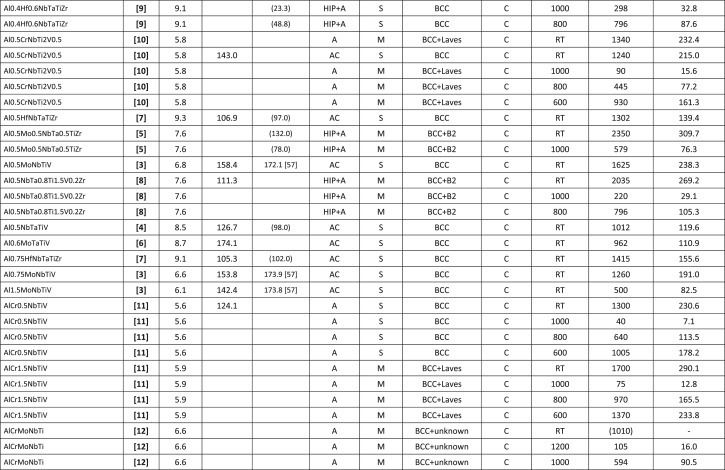 Al0.4Hf0.6NbTaTiZr [9] 9.1 (23.3) HIP+A S BCC C 1000 298 32.8
Al0.4Hf0.6NbTaTiZr [9] 9.1 (48.8) HIP+A S BCC C 800 796 87.6
Al0.5CrNbTi2V0.5 [10] 5.8 A M BCC+Laves C RT 1340 232.4
Al0.5CrNbTi2V0.5 [10] 5.8 143.0 AC S BCC C RT 1240 215.0
Al0.5CrNbTi2V0.5 [10] 5.8 A M BCC+Laves C 1000 90 15.6
Al0.5CrNbTi2V0.5 [10] 5.8 A M BCC+Laves C 800 445 77.2
Al0.5CrNbTi2V0.5 [10] 5.8 A M BCC+Laves C 600 930 161.3
Al0.5HfNbTaTiZr [7] 9.3 106.9 (97.0) AC S BCC C RT 1302 139.4
Al0.5Mo0.5NbTa0.5TiZr [5] 7.6 (132.0) HIP+A M BCC+B2 C RT 2350 309.7
Al0.5Mo0.5NbTa0.5TiZr [5] 7.6 (78.0) HIP+A M BCC+B2 C 1000 579 76.3
Al0.5MoNbTiV [3] 6.8 158.4 172.1 [57] AC S BCC C RT 1625 238.3
Al0.5NbTa0.8Ti1.5V0.2Zr [8] 7.6 111.3 HIP+A M BCC+B2 C RT 2035 269.2
Al0.5NbTa0.8Ti1.5V0.2Zr [8] 7.6 HIP+A M BCC+B2 C 1000 220 29.1
Al0.5NbTa0.8Ti1.5V0.2Zr [8] 7.6 HIP+A M BCC+B2 C 800 796 105.3
Al0.5NbTaTiV [4] 8.5 126.7 (98.0) AC S BCC C RT 1012 119.6
Al0.6MoTaTiV [6] 8.7 174.1 AC S BCC C RT 962 110.9
Al0.75HfNbTaTiZr [7] 9.1 105.3 (102.0) AC S BCC C RT 1415 155.6
Al0.75MoNbTiV [3] 6.6 153.8 173.9 [57] AC S BCC C RT 1260 191.0
Al1.5MoNbTiV [3] 6.1 142.4 173.8 [57] AC S BCC C RT 500 82.5
AlCr0.5NbTiV [11] 5.6 124.1 A S BCC C RT 1300 230.6
AlCr0.5NbTiV [11] 5.6 A S BCC C 1000 40 7.1
AlCr0.5NbTiV [11] 5.6 A S BCC C 800 640 113.5
AlCr0.5NbTiV [11] 5.6 A S BCC C 600 1005 178.2
AlCr1.5NbTiV [11] 5.9 A M BCC+Laves C RT 1700 290.1
AlCr1.5NbTiV [11] 5.9 A M BCC+Laves C 1000 75 12.8
AlCr1.5NbTiV [11] 5.9 A M BCC+Laves C 800 970 165.5
AlCr1.5NbTiV [11] 5.9 A M BCC+Laves C 600 1370 233.8
AlCrMoNbTi [12] 6.6 A M BCC+unknown C RT (1010) -
AlCrMoNbTi [12] 6.6 A M BCC+unknown C 1200 105 16.0
AlCrMoNbTi [12] 6.6 A M BCC+unknown C 1000 594 90.5